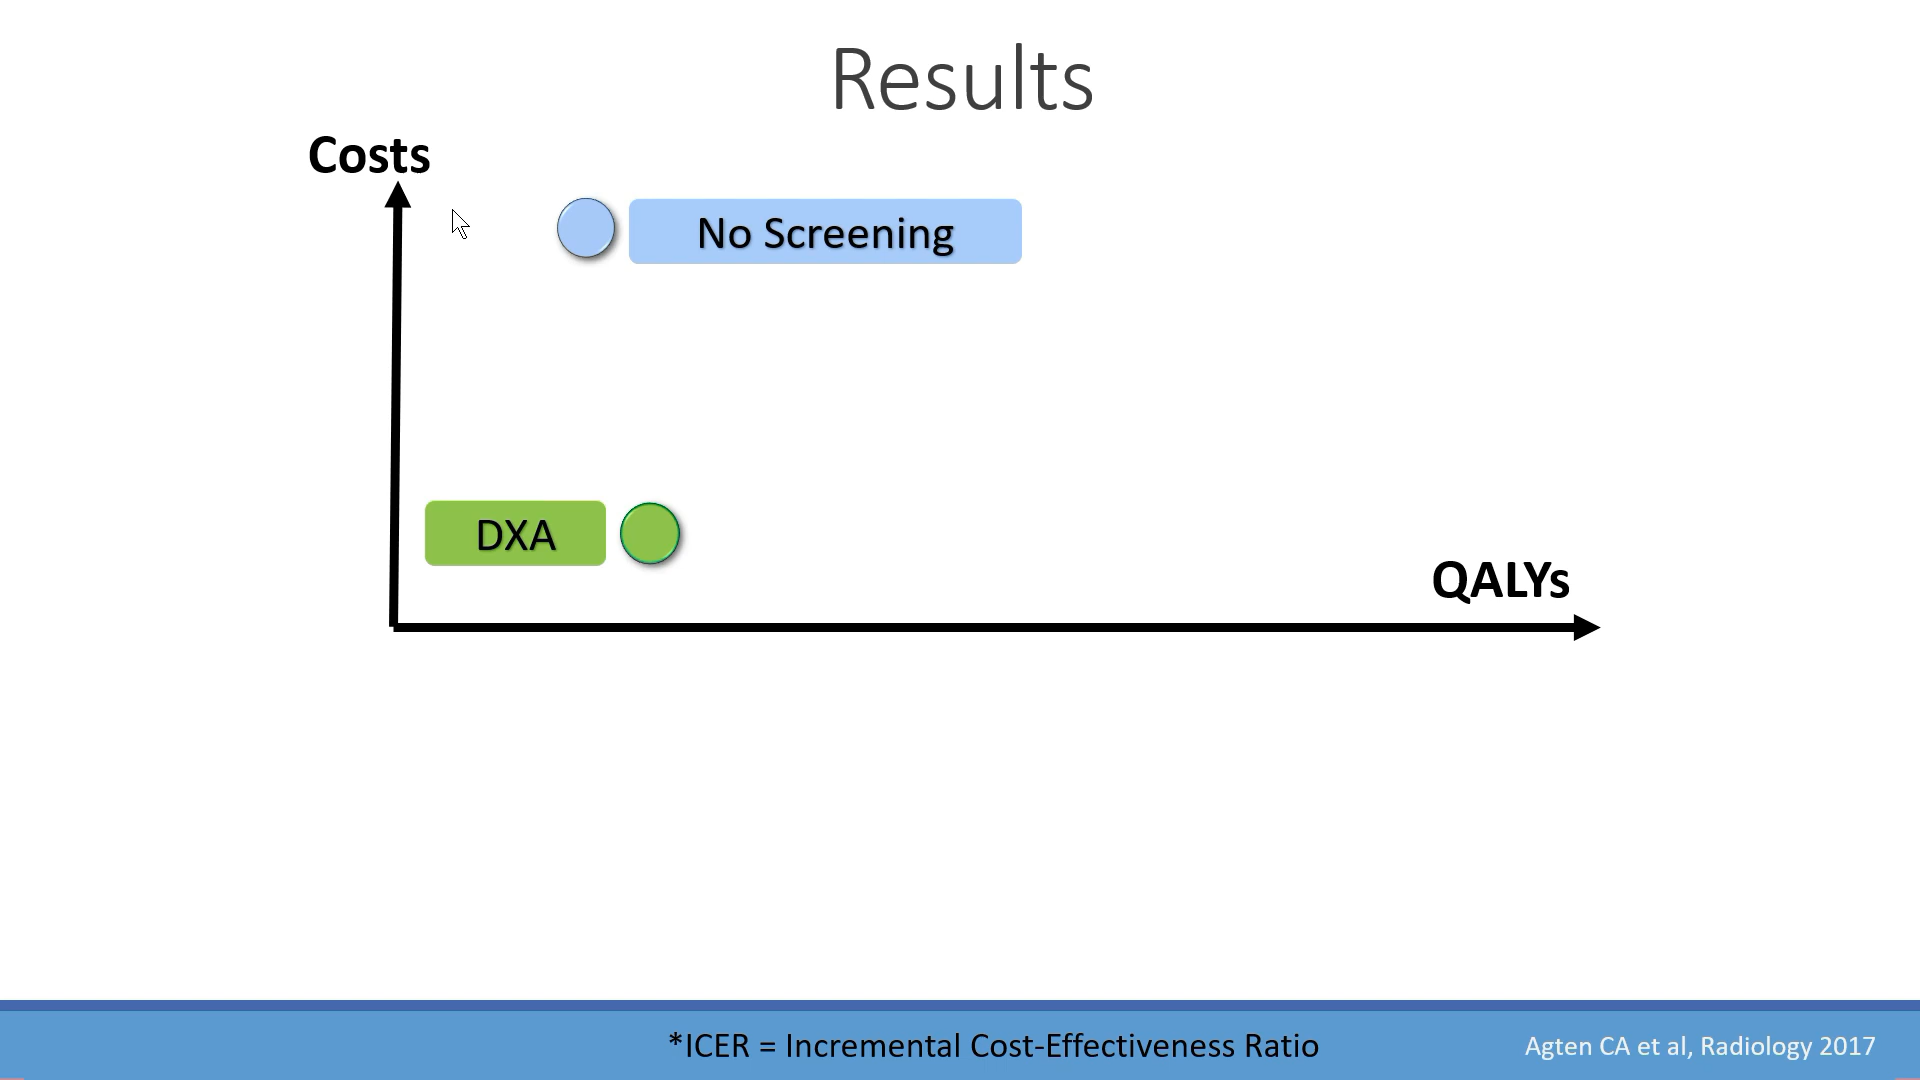 Results
Costs
No Screening
DXA
QALYs
*ICER = Incremental Cost-Effectiveness Ratio
Agten CA et al, Radiology 2017